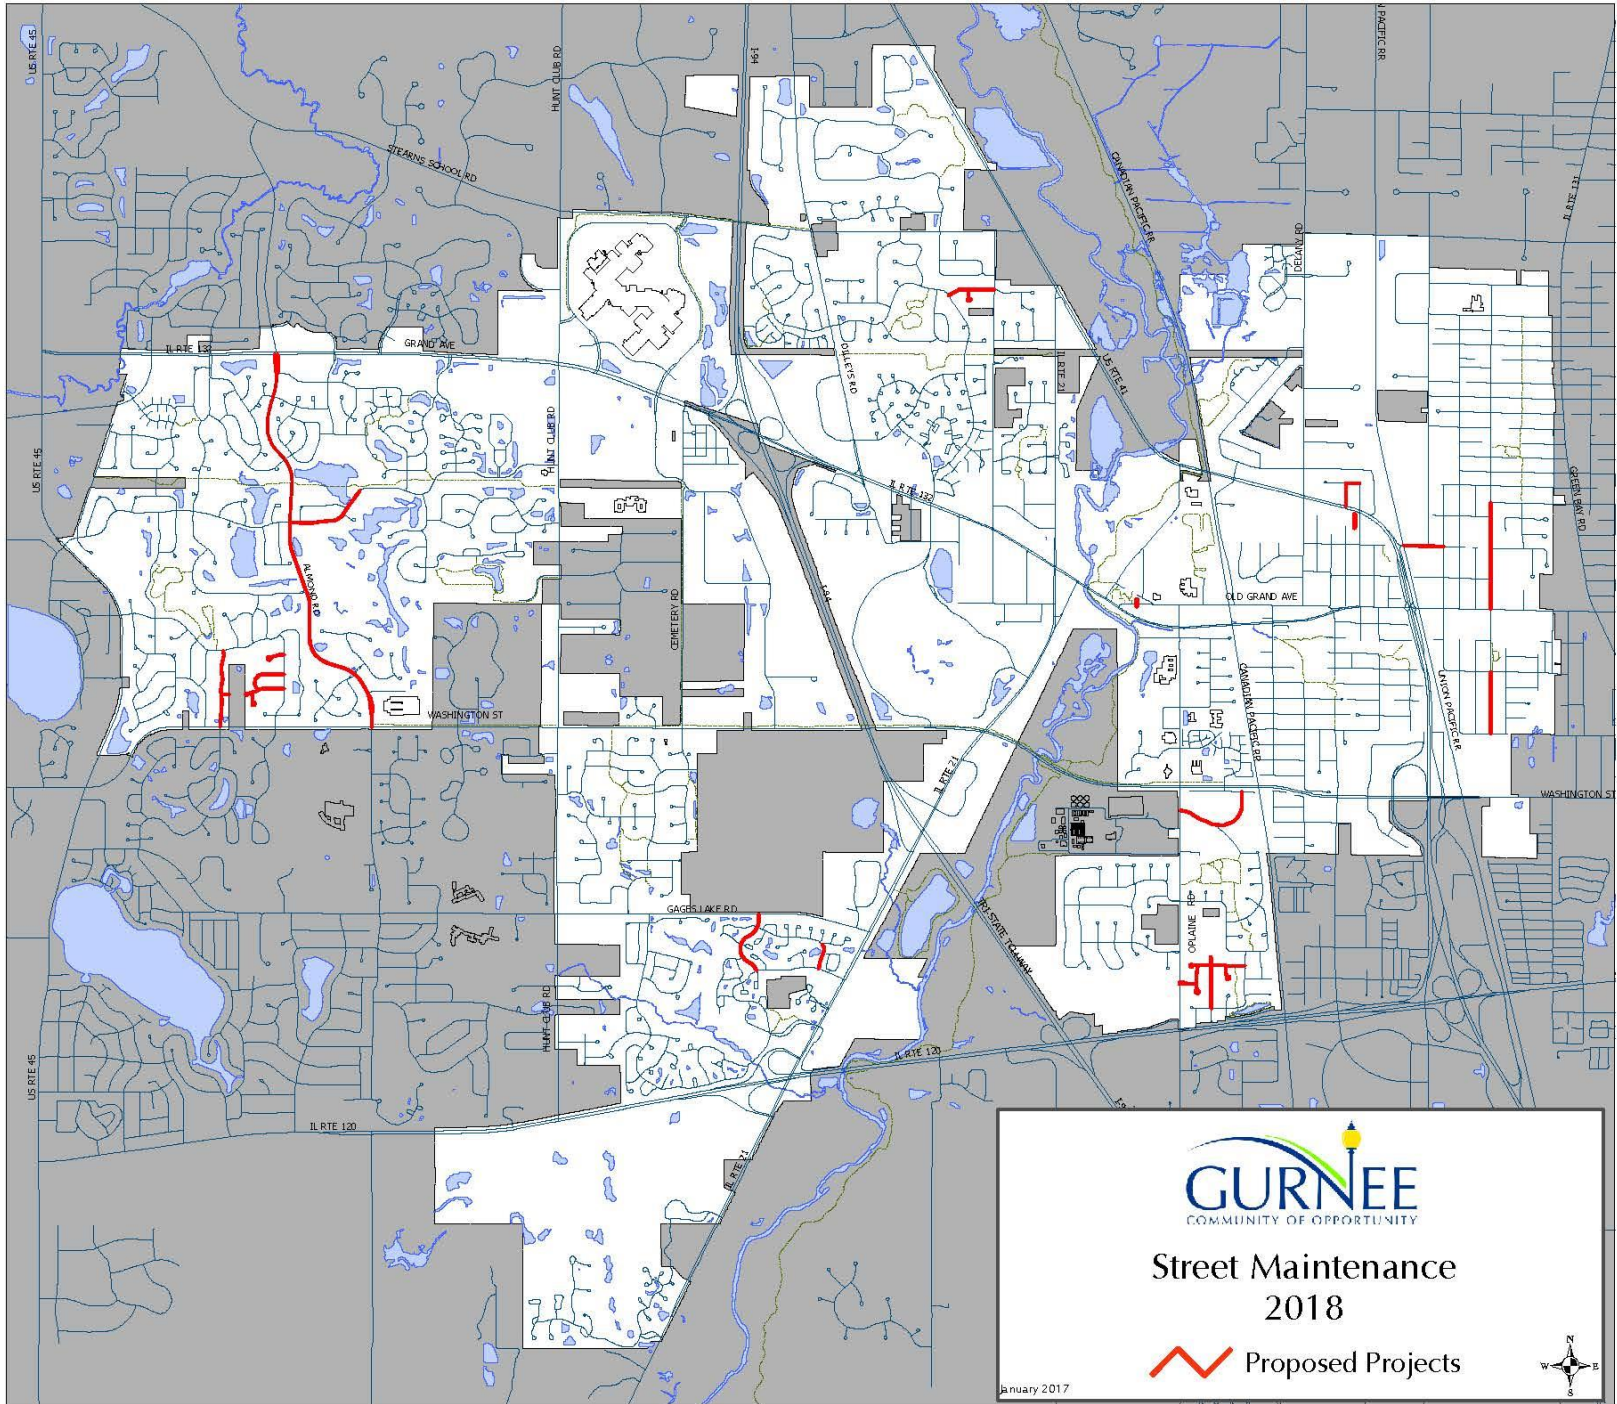 US RTE 45
HUNT CLUB RD
I-94
N PACIFIC RR
STEARNS SCHOOL RD
CANADIAN PACIFIC RR
IL RTE 131
DELANY RD
IL RTE 132
GRAND AVE
DILLEYS RD
IL RTE 21
US RTE 41
HUNT CLUB RD
US RTE 45
IL RTE 132
GREEN BAY RD
ALMOND RD
CEMETERY RD
I-94
OLD GRAND AVE
CANADIAN PACIFIC RR
UNION PACIFIC RR
WASHINGTON ST
IL RTE 21
WASHINGTON ST
GAGES LAKE RD
TRI-STATE TOLLWAY
OPLAINE RD
HUNT CLUB RD
US RTE 45
IL RTE 120
IL RTE 120
IL RTE 21
GURNEE
COMMUNITY OF OPPORTUNITY
Street Maintenance
2018
Proposed Projects
January 2017
N
W E
S